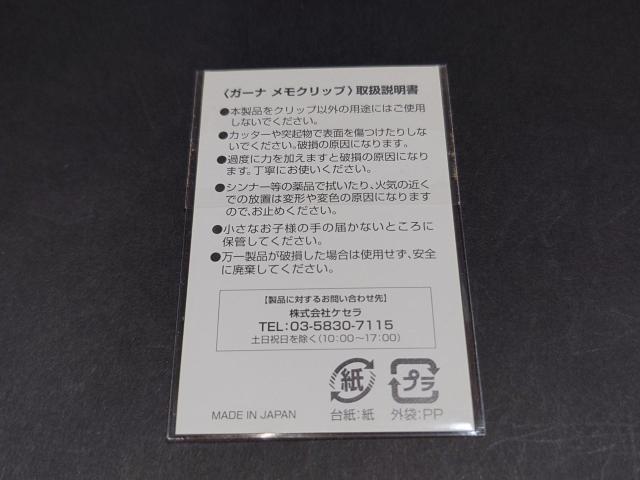 〈ガーナ メモクリップ〉取扱説明書
●本製品をクリップ以外の用途にはご使用
しないでください。
●カッターや突起物で表面を傷つけたりしな
いでください。破損の原因になります。
●過度に力を加えますと破損の原因になり
ます。丁寧にお使いください。
●シンナー等の薬品で拭いたり、火気の近く
での放置は変形や変色の原因になります
ので、お止めください。
●小さなお子様の手の届かないところに
保管してください。
●万一製品が破損した場合は使用せず、安全
に廃棄してください。
【製品に対するお問い合わせ先】
株式会社ケセラ
TEL:03-5830-7115
土日祝日を除く(10:00〜17:00)
紙 プラ
MADE IN JAPAN 台紙:紙 外袋:PP